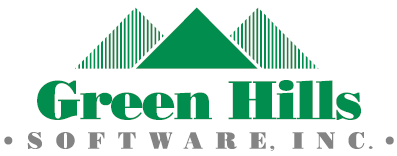 Green Hills
• SOFTWARE, INC. •